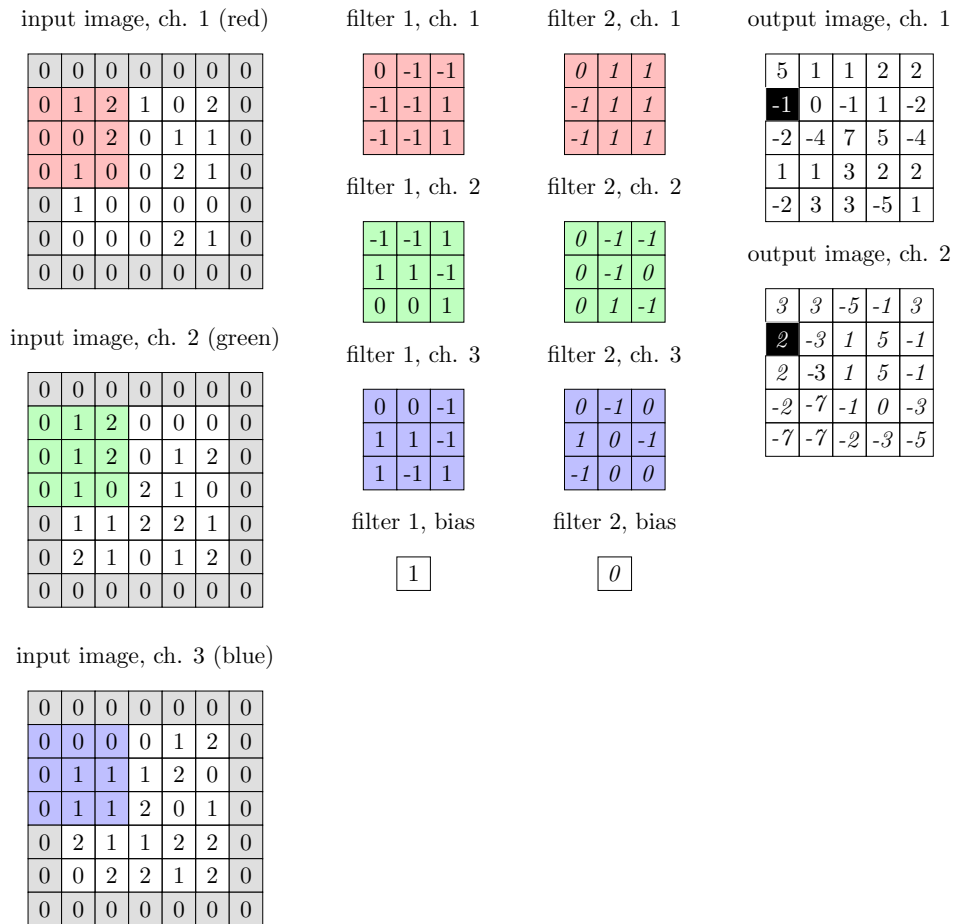 input image, ch. 1 (red)
0 0 0 0 0 0 0
0 1 2 1 0 2 0
0 0 2 0 1 1 0
0 1 0 0 2 1 0
0 1 0 0 0 0 0
0 0 0 0 2 1 0
0 0 0 0 0 0 0
input image, ch. 2 (green)
0 0 0 0 0 0 0
0 1 2 0 0 0 0
0 1 2 0 1 2 0
0 1 0 2 1 0 0
0 1 1 2 2 1 0
0 2 1 0 1 2 0
0 0 0 0 0 0 0
input image, ch. 3 (blue)
0 0 0 0 0 0 0
0 0 0 0 1 2 0
0 1 1 1 2 0 0
0 1 1 2 0 1 0
0 2 1 1 2 2 0
0 0 2 2 1 2 0
0 0 0 0 0 0 0
filter 1, ch. 1
0 -1 -1
-1 -1 1
-1 -1 1
filter 1, ch. 2
-1 -1 1
1 1 -1
0 0 1
filter 1, ch. 3
0 0 -1
1 1 -1
1 -1 1
filter 1, bias
1
filter 2, ch. 1
0 1 1
-1 1 1
-1 1 1
filter 2, ch. 2
0 -1 -1
0 -1 0
0 1 -1
filter 2, ch. 3
0 -1 0
1 0 -1
-1 0 0
filter 2, bias
0
output image, ch. 1
5 1 1 2 2
-1 0 -1 1 -2
-2 -4 7 5 -4
1 1 3 2 2
-2 3 3 -5 1
output image, ch. 2
3 3 -5 -1 3
2 -3 1 5 -1
2 -3 1 5 -1
-2 -7 -1 0 -3
-7 -7 -2 -3 -5